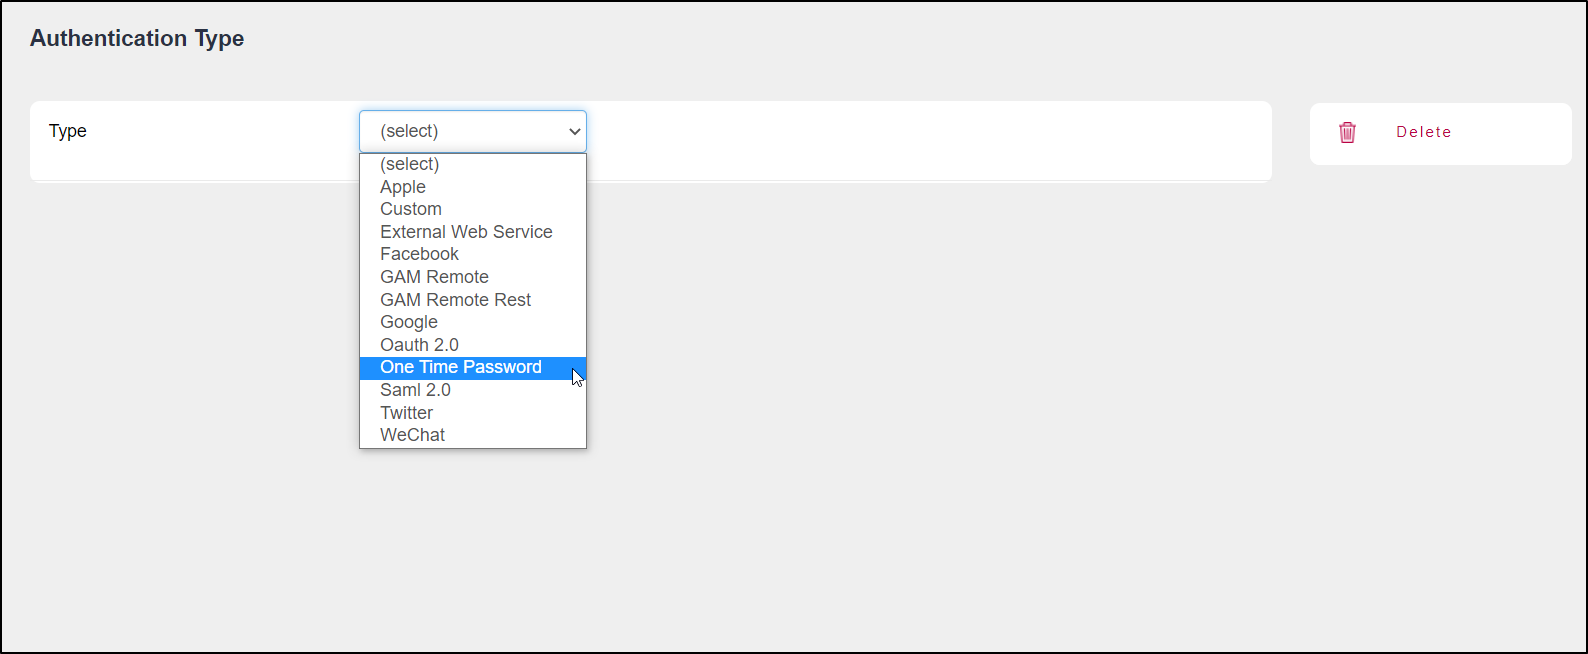 Authentication Type
Type
(select)
Delete
(select)
Apple
Custom
External Web Service
Facebook
GAM Remote
GAM Remote Rest
Google
Oauth 2.0
One Time Password
Saml 2.0
Twitter
WeChat